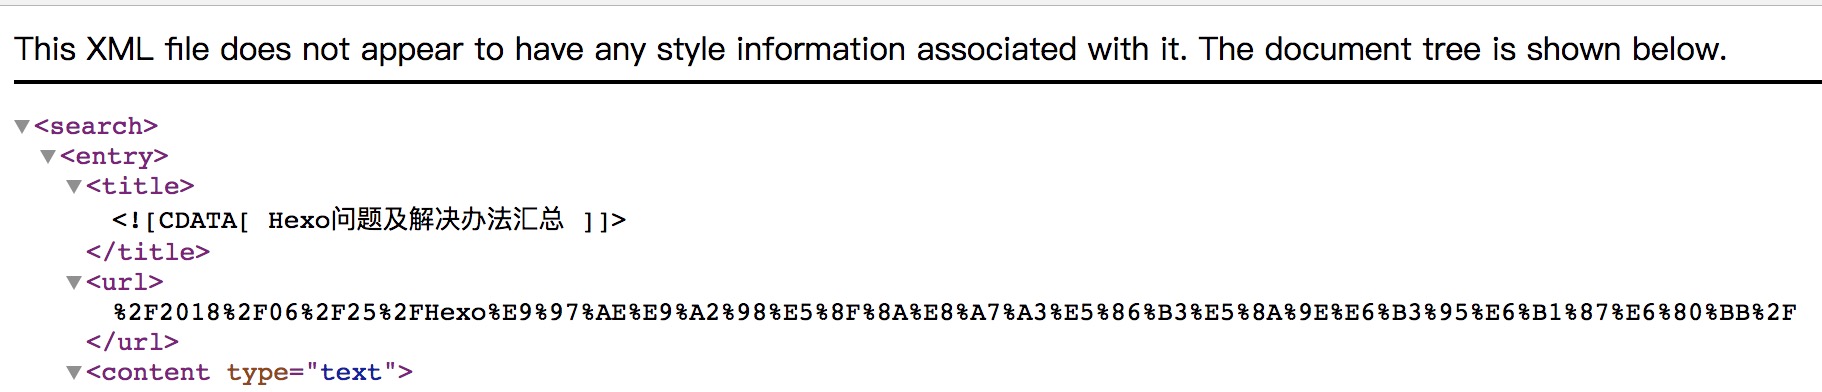 This XML file does not appear to have any style information associated with it. The document tree is shown below.
▼<search>
▼<entry>
▼<title>
<![CDATA[ Hexo问题及解决办法汇总 ]]>
</title>
▼<url>
%2F2018%2F06%2F25%2FHexo%E9%97%AE%E9%A2%98%E5%8F%8A%E8%A7%A3%E5%86%B3%E5%8A%9E%E6%B3%95%E6%B1%87%E6%80%BB%2F
</url>
▼<content type="text">